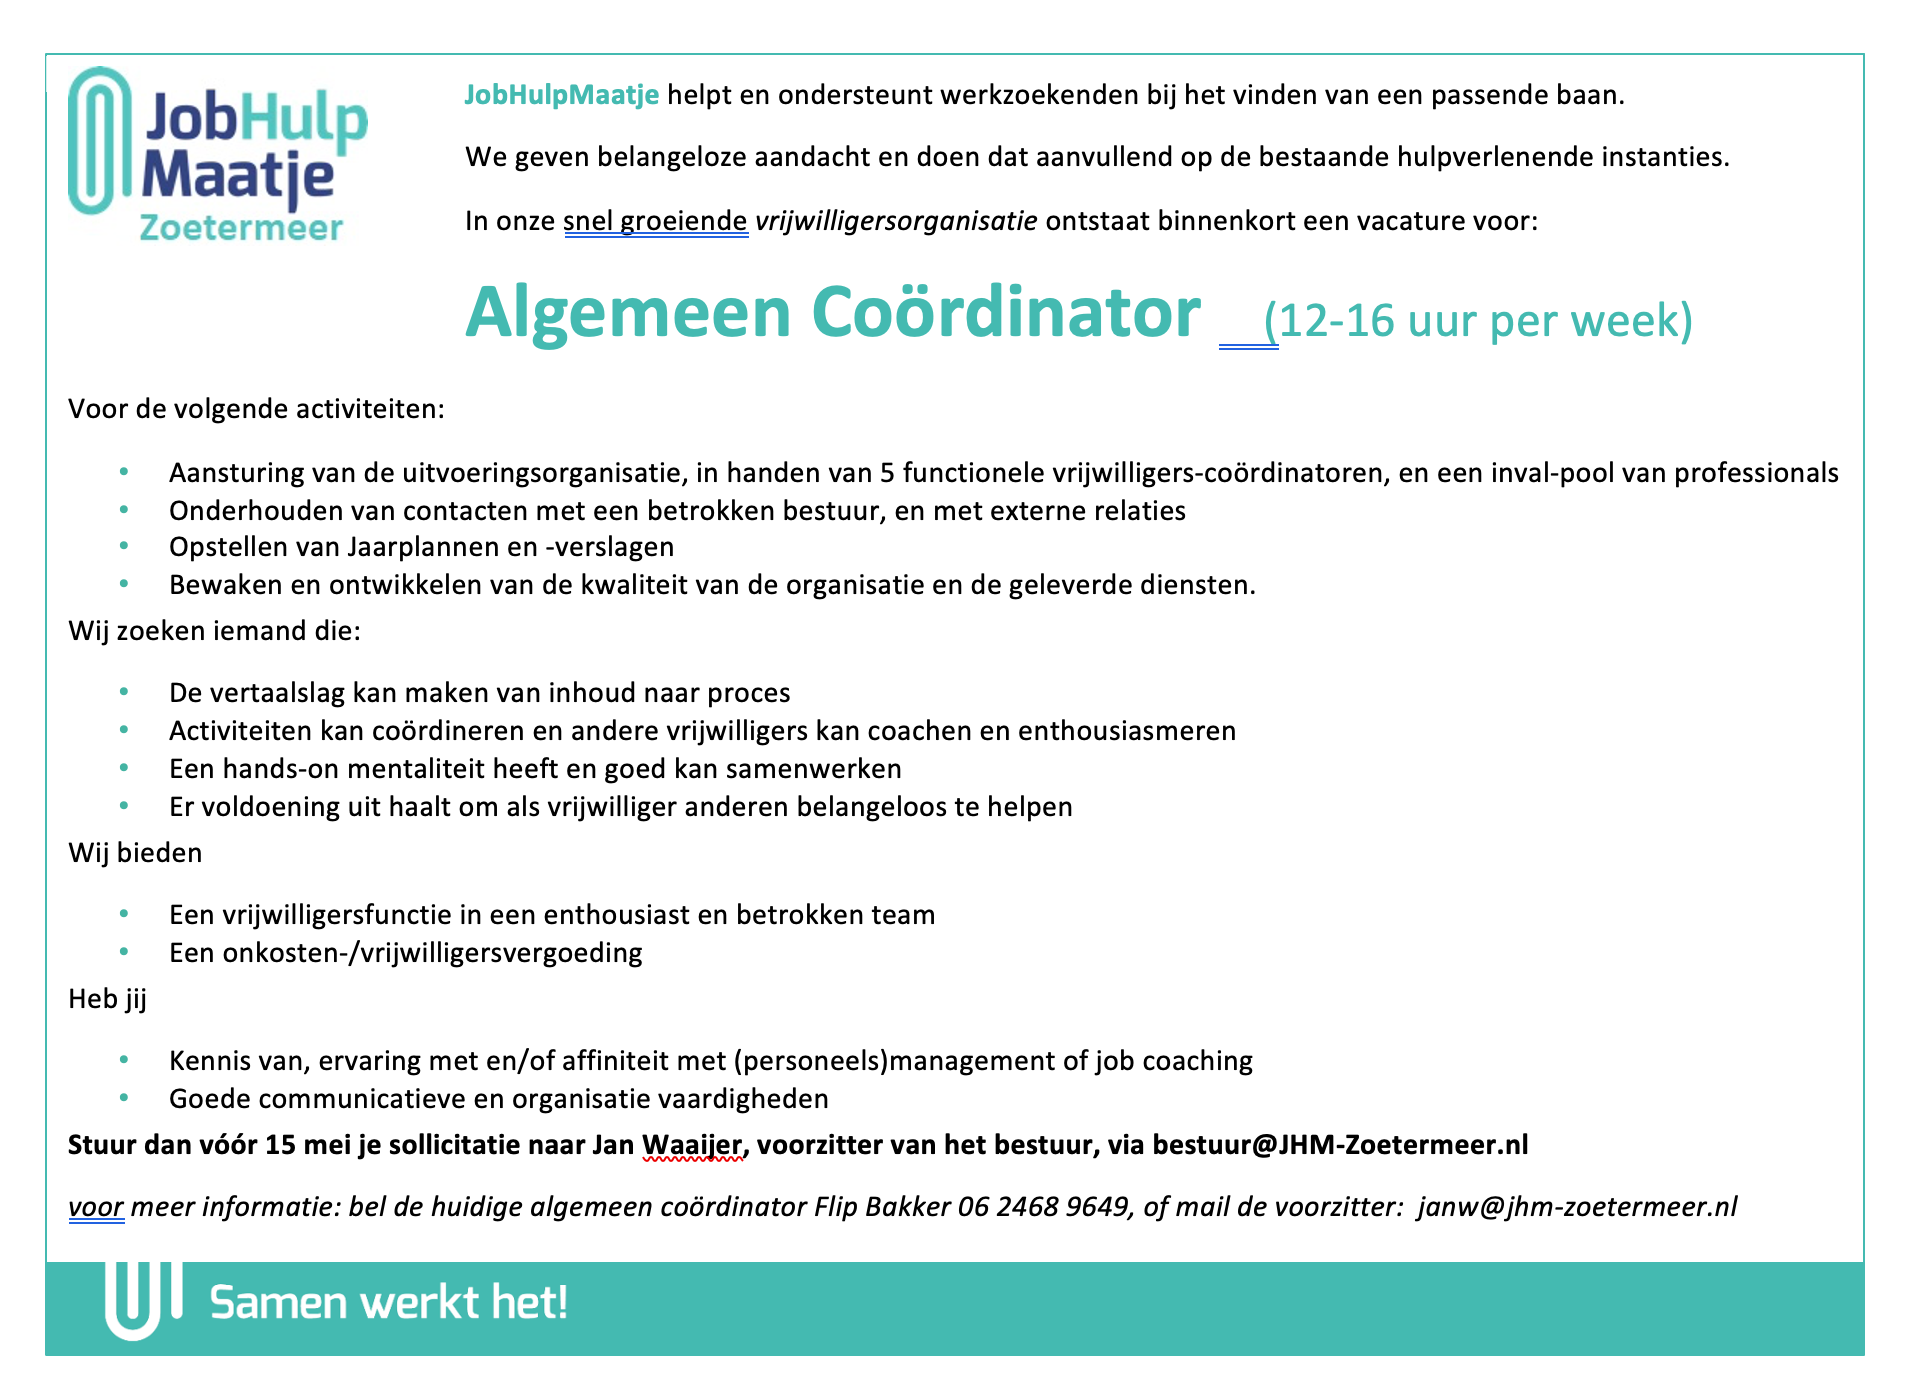 JobHulp
Maatje
Zoetermeer
JobHulpMaatje helpt en ondersteunt werkzoekenden bij het vinden van een passende baan.
We geven belangeloze aandacht en doen dat aanvullend op de bestaande hulpverlenende instanties.
In onze snel groeiende vrijwilligersorganisatie ontstaat binnenkort een vacature voor:
Algemeen Coördinator (12-16 uur per week)
Voor de volgende activiteiten:
• Aansturing van de uitvoeringsorganisatie, in handen van 5 functionele vrijwilligers-coördinatoren, en een inval-pool van professionals
• Onderhouden van contacten met een betrokken bestuur, en met externe relaties
• Opstellen van Jaarplannen en -verslagen
• Bewaken en ontwikkelen van de kwaliteit van de organisatie en de geleverde diensten.
Wij zoeken iemand die:
• De vertaalslag kan maken van inhoud naar proces
• Activiteiten kan coördineren en andere vrijwilligers kan coachen en enthousiasmeren
• Een hands-on mentaliteit heeft en goed kan samenwerken
• Er voldoening uit haalt om als vrijwilliger anderen belangeloos te helpen
Wij bieden
• Een vrijwilligersfunctie in een enthousiast en betrokken team
• Een onkosten-/vrijwilligersvergoeding
Heb jij
• Kennis van, ervaring met en/of affiniteit met (personeels)management of job coaching
• Goede communicatieve en organisatie vaardigheden
Stuur dan vóór 15 mei je sollicitatie naar Jan Waaijer, voorzitter van het bestuur, via bestuur@JHM-Zoetermeer.nl
voor meer informatie: bel de huidige algemeen coördinator Flip Bakker 06 2468 9649, of mail de voorzitter: janw@jhm-zoetermeer.nl
Samen werkt het!